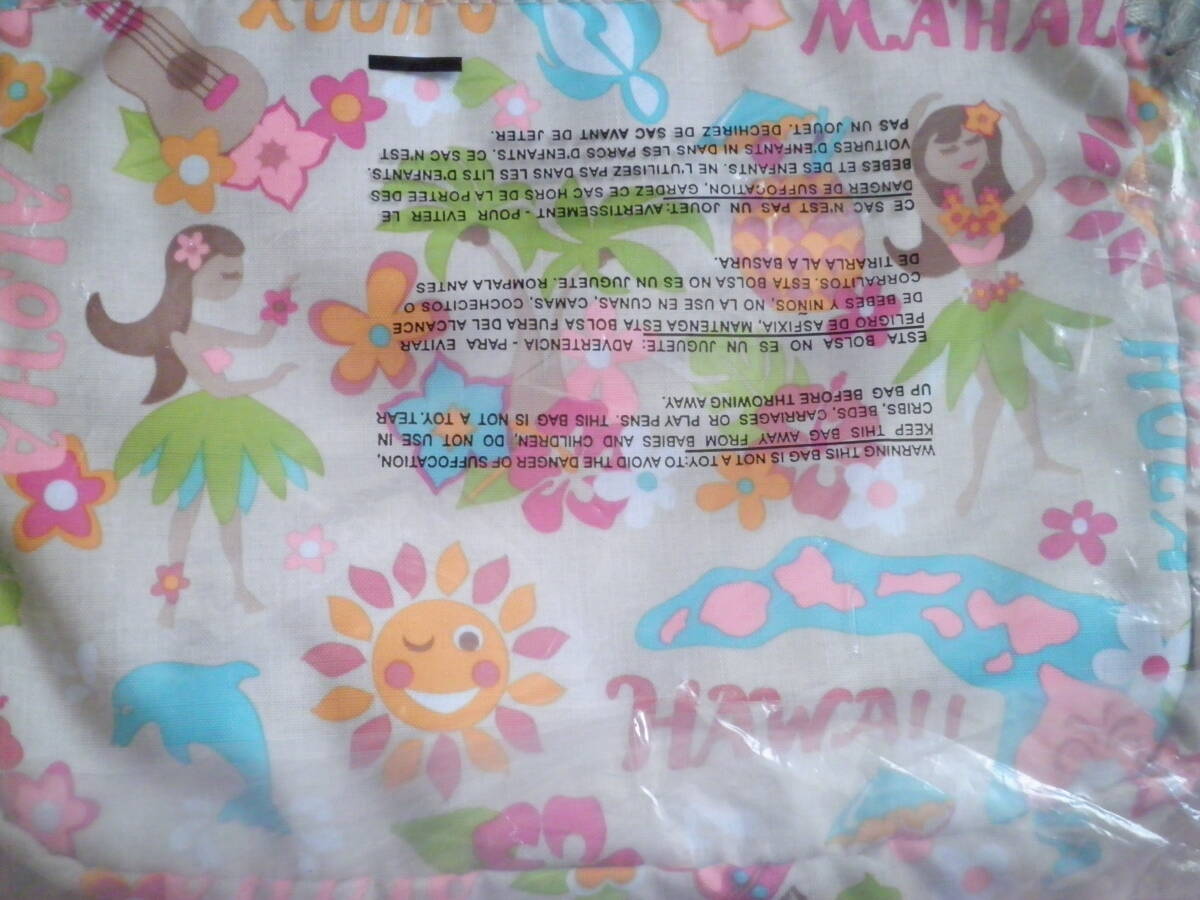 MAHAL
ALOHA
HULA
HAWAII
WARNING THIS BAG IS NOT A TOY:TO AVOID THE DANGER OF SUFFOCATION,
KEEP THIS BAG AWAY FROM BABIES AND CHILDREN, DO NOT USE IN
CRIBS, BEDS, CARRIAGES OR PLAY PENS. THIS BAG IS NOT A TOY. TEAR
UP BAG BEFORE THROWING AWAY.
ESTA BOLSA NO ES UN JUGUETE: ADVERTENCIA - PARA EVITAR
PELIGRO DE ASFIXIA, MANTENGA ESTA BOLSA FUERA DEL ALCANCE
DE BEBES Y NIÑOS, NO LA USE EN CUNAS, CAMAS, COCHECITOS O
CORRALITOS. ESTA BOLSA NO ES UN JUGUETE. ROMPALA ANTES
DE TIRARLA A LA BASURA.
CE SAC N'EST PAS UN JOUET: AVERTISSEMENT - POUR EVITER LE
DANGER DE SUFFOCATION, GARDEZ CE SAC HORS DE LA PORTEE DES
BEBES ET DES ENFANTS. NE L'UTILISEZ PAS DANS LES LITS D'ENFANTS.
VOITURES D'ENFANTS NI DANS LES PARCS D'ENFANTS. CE SAC N'EST
PAS UN JOUET. DECHIREZ DE SAC AVANT DE JETER.